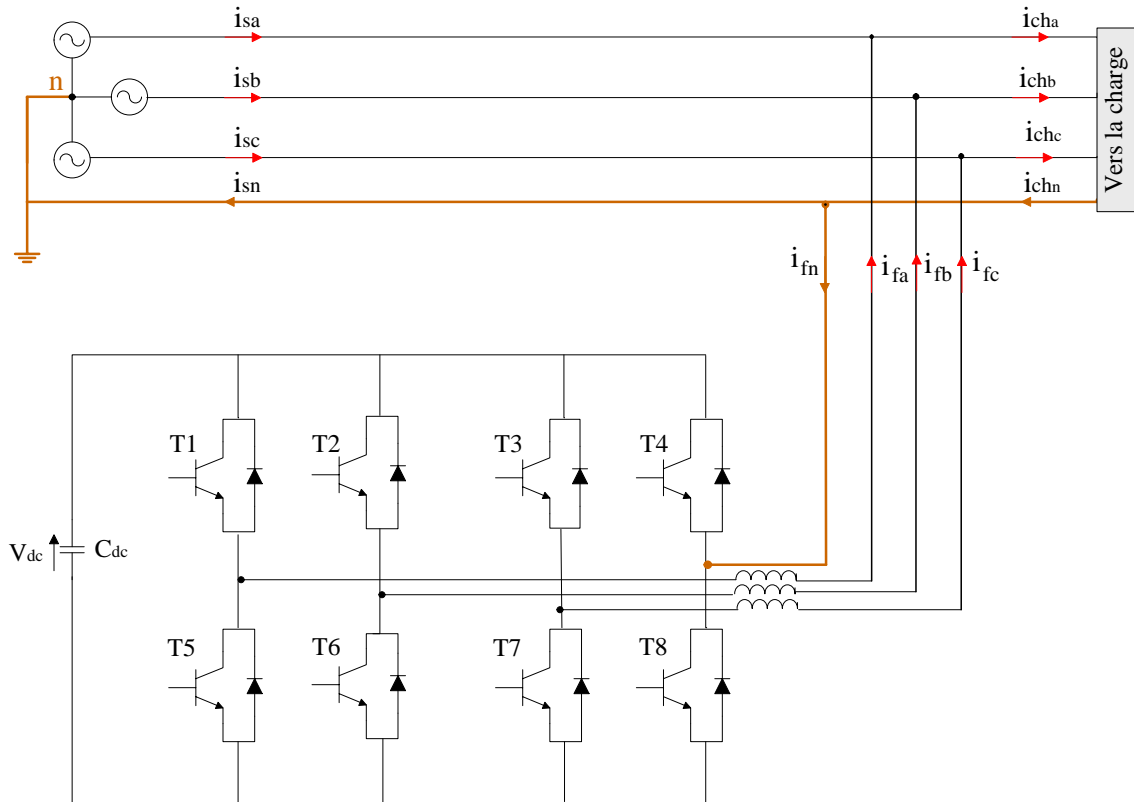 isa
icha
n
isb
ichb
isc
ichc
isn
ichn
Vers la charge
ifn
ifa
ifb
ifc
T1
T2
T3
T4
Vdc
Cdc
T5
T6
T7
T8